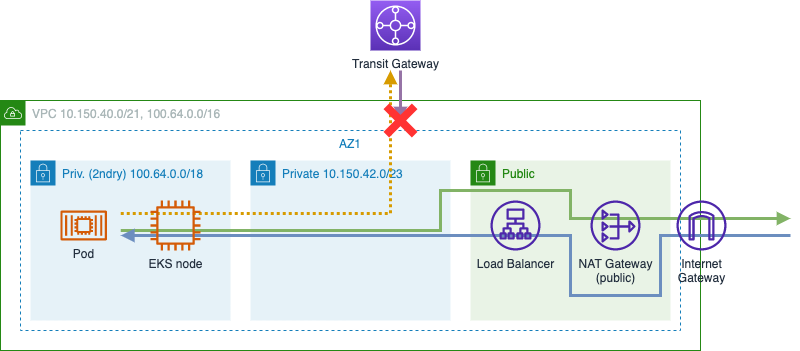 Transit Gateway
VPC 10.150.40.0/21, 100.64.0.0/16
AZ1
Priv. (2ndry) 100.64.0.0/18
Private 10.150.42.0/23
Public
Pod
EKS node
Load Balancer
NAT Gateway
(public)
Internet
Gateway